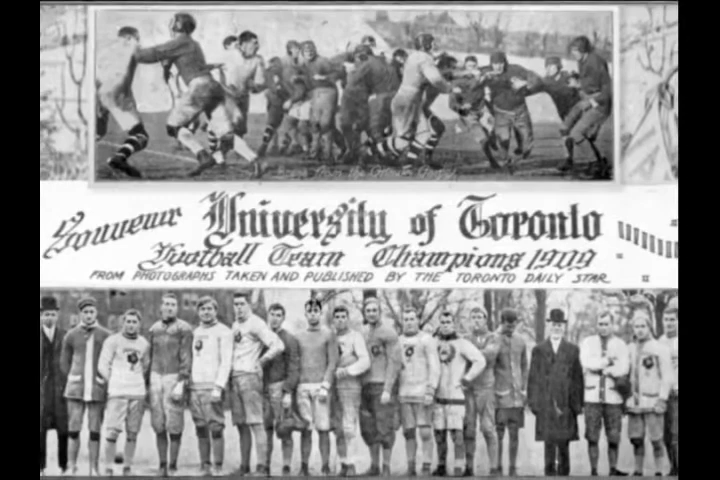 Souvenir University of Toronto
Football Team Champions 1909
FROM PHOTOGRAPHS TAKEN AND PUBLISHED BY THE TORONTO DAILY STAR